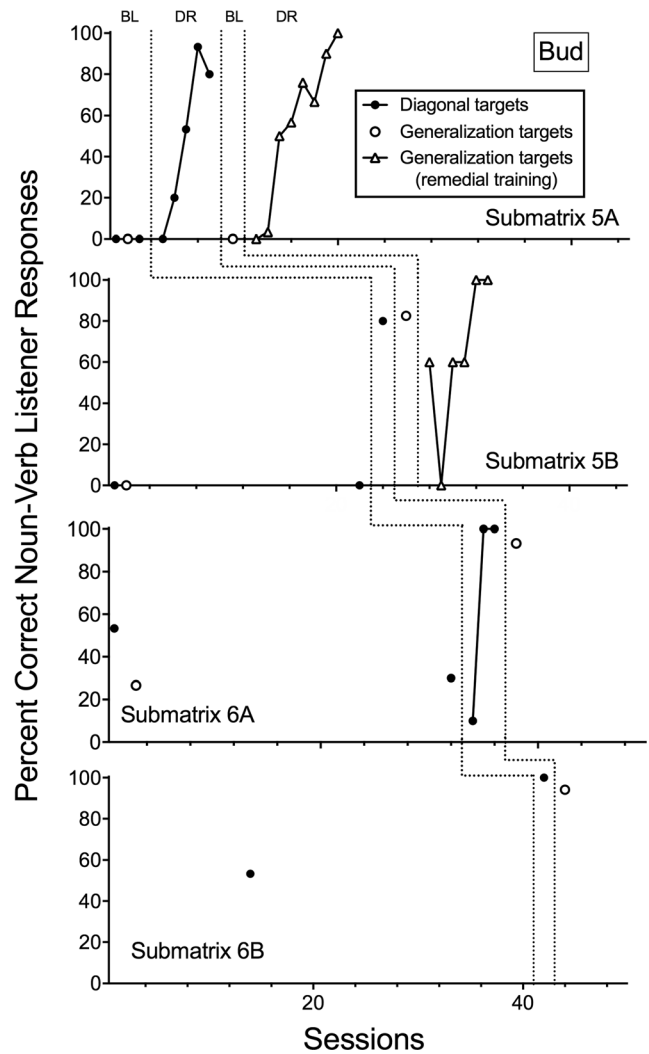 BL DR BL DR
Bud
Diagonal targets
Generalization targets
Generalization targets
(remedial training)
100
80
60
40
20
0
Submatrix 5A
100
80
60
40
20
0
Submatrix 5B
100
80
60
40
20
0
Submatrix 6A
100
80
60
40
20
0
Submatrix 6B
20 40
Sessions
Percent Correct Noun-Verb Listener Responses